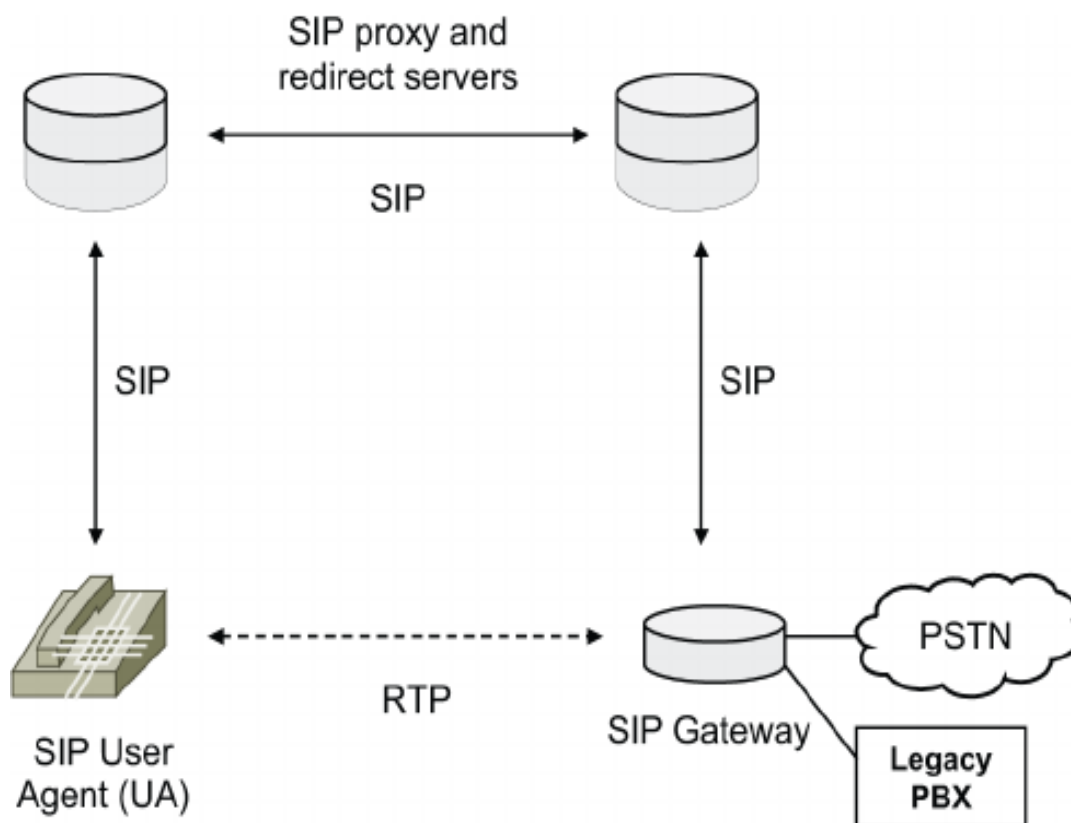 SIP proxy and
redirect servers
SIP
SIP
SIP
RTP
PSTN
SIP User
Agent (UA)
SIP Gateway
Legacy
PBX